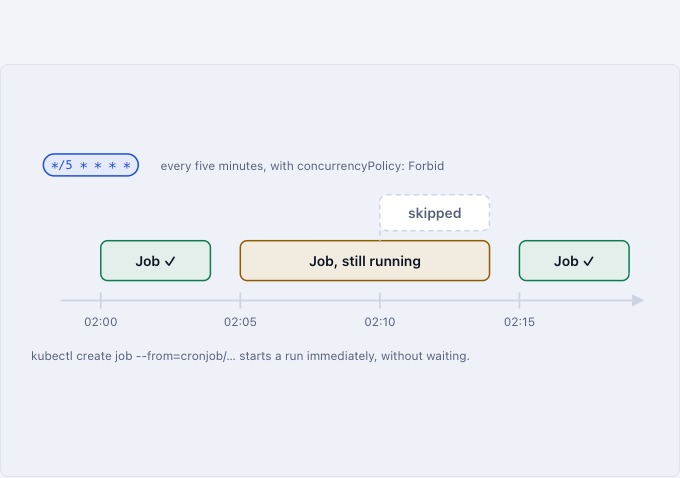 */5 * * * *
every five minutes, with concurrencyPolicy: Forbid
skipped
Job ✓
Job, still running
Job ✓
02:00
02:05
02:10
02:15
kubectl create job --from=cronjob/... starts a run immediately, without waiting.